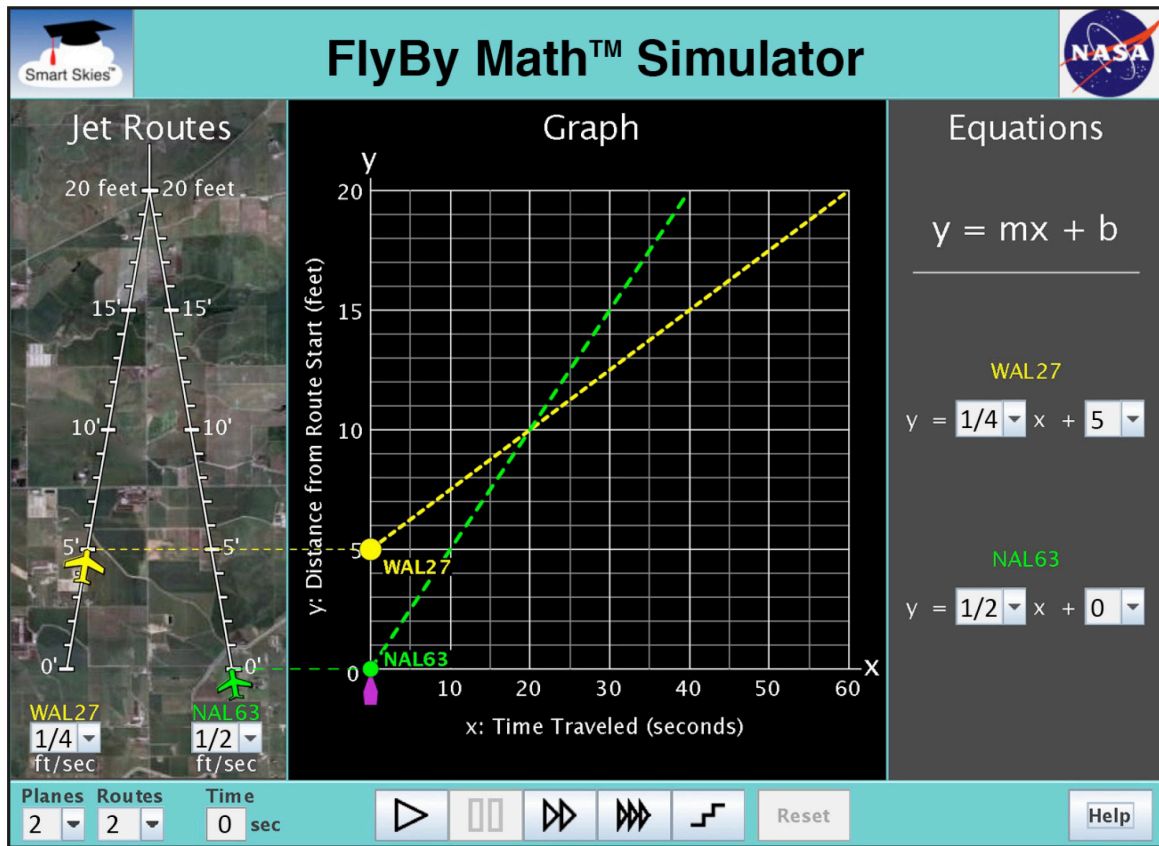 Smart Skies™
FlyBy Math™ Simulator
NASA
Jet Routes
20 feet 20 feet
15' 15'
10' 10'
5' 5'
0' 0'
WAL27 NAL63
1/4 1/2
ft/sec ft/sec
Graph
y
y: Distance from Route Start (feet)
20
15
10
5
0
WAL27
NAL63
10 20 30 40 50 60 x
x: Time Traveled (seconds)
Equations
y = mx + b
WAL27
y = 1/4 x + 5
NAL63
y = 1/2 x + 0
Planes Routes Time
2 2 0 sec
Reset
Help